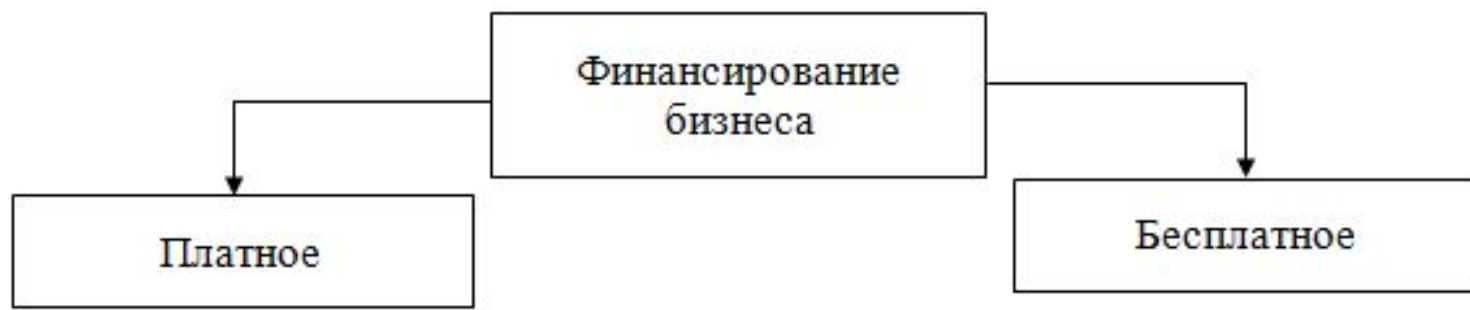 Финансирование
бизнеса
Платное
Бесплатное